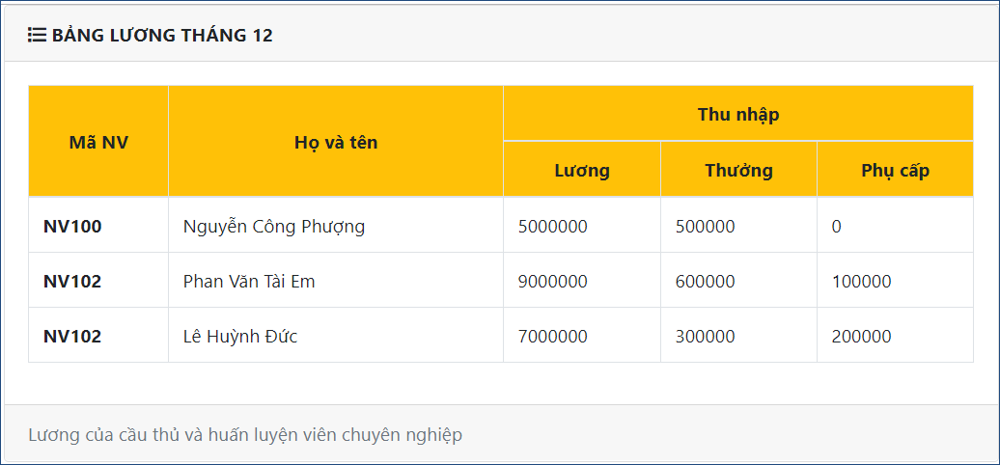 BẢNG LƯƠNG THÁNG 12
Mã NV Họ và tên Thu nhập
Lương Thưởng Phụ cấp
NV100 Nguyễn Công Phượng 5000000 500000 0
NV102 Phan Văn Tài Em 9000000 600000 100000
NV102 Lê Huỳnh Đức 7000000 300000 200000
Lương của cầu thủ và huấn luyện viên chuyên nghiệp